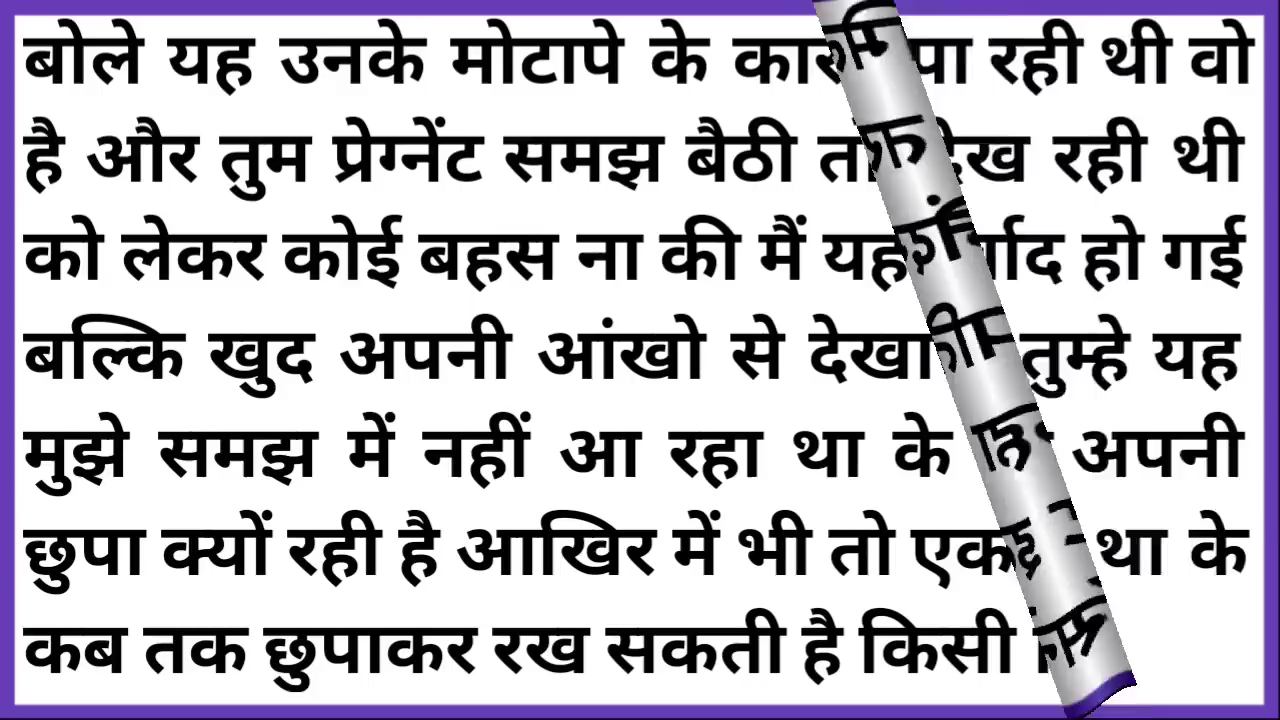 बोले यह उनके मोटापे के पा रही थी वो
है और तुम प्रेग्नेंट समझ बैठी रही थी
को लेकर कोई बहस ना की मैं यह हो गई
बल्कि खुद अपनी आंखो से देखा तुम्हे यह
मुझे समझ में नहीं आ रहा था के अपनी
छुपा क्यों रही है आखिर में भी तो एक था के
कब तक छुपाकर रख सकती है किसी